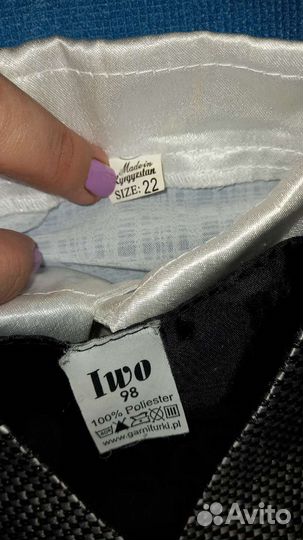 Made in
Kyrgyzstan
SIZE: 22
Iwo
98
100% Poliester
www.garniturki.pl
Avito